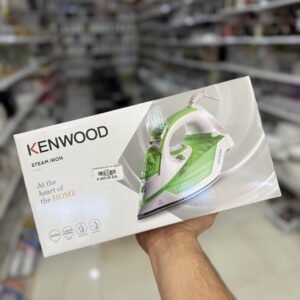 KENWOOD
STEAM IRON
At the
heart of
the HOME